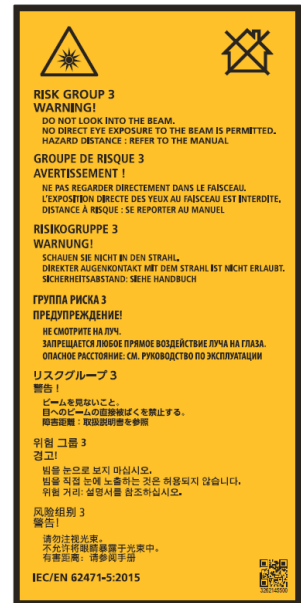 RISK GROUP 3
WARNING!
DO NOT LOOK INTO THE BEAM.
NO DIRECT EYE EXPOSURE TO THE BEAM IS PERMITTED.
HAZARD DISTANCE : REFER TO THE MANUAL
GROUPE DE RISQUE 3
AVERTISSEMENT !
NE PAS REGARDER DIRECTEMENT DANS LE FAISCEAU.
L'EXPOSITION DIRECTE DES YEUX AU FAISCEAU EST INTERDITE.
DISTANCE À RISQUE : SE REPORTER AU MANUEL
RISIKOGRUPPE 3
WARNUNG!
SCHAUEN SIE NICHT IN DEN STRAHL.
DIREKTER AUGENKONTAKT MIT DEM STRAHL IST NICHT ERLAUBT.
SICHERHEITSABSTAND: SIEHE HANDBUCH
ГРУППА РИСКА 3
ПРЕДУПРЕЖДЕНИЕ!
НЕ СМОТРИТЕ НА ЛУЧ.
ЗАПРЕЩАЕТСЯ ЛЮБОЕ ПРЯМОЕ ВОЗДЕЙСТВИЕ ЛУЧА НА ГЛАЗА.
ОПАСНОЕ РАССТОЯНИЕ: СМ. РУКОВОДСТВО ПО ЭКСПЛУАТАЦИИ
リスクグループ 3
警告！
ビームを見ないこと。
目へのビームの直接被ばくを禁止する。
障害距離：取扱説明書を参照
위험 그룹 3
경고!
빔을 눈으로 보지 마십시오.
빔을 직접 눈에 노출하는 것은 허용되지 않습니다.
위험 거리: 설명서를 참조하십시오.
风险组别 3
警告!
请勿注视光束。
不允许将眼睛暴露于光束中。
有害距离：请参阅手册
IEC/EN 62471-5:2015
3262145500